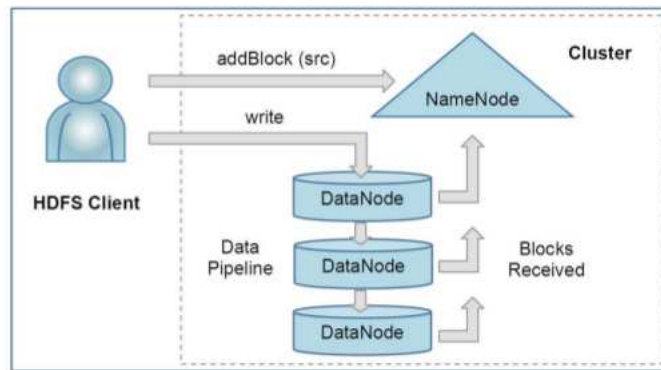 addBlock (src)
Cluster
NameNode
write
HDFS Client
DataNode
Data
Pipeline
DataNode
Blocks
Received
DataNode